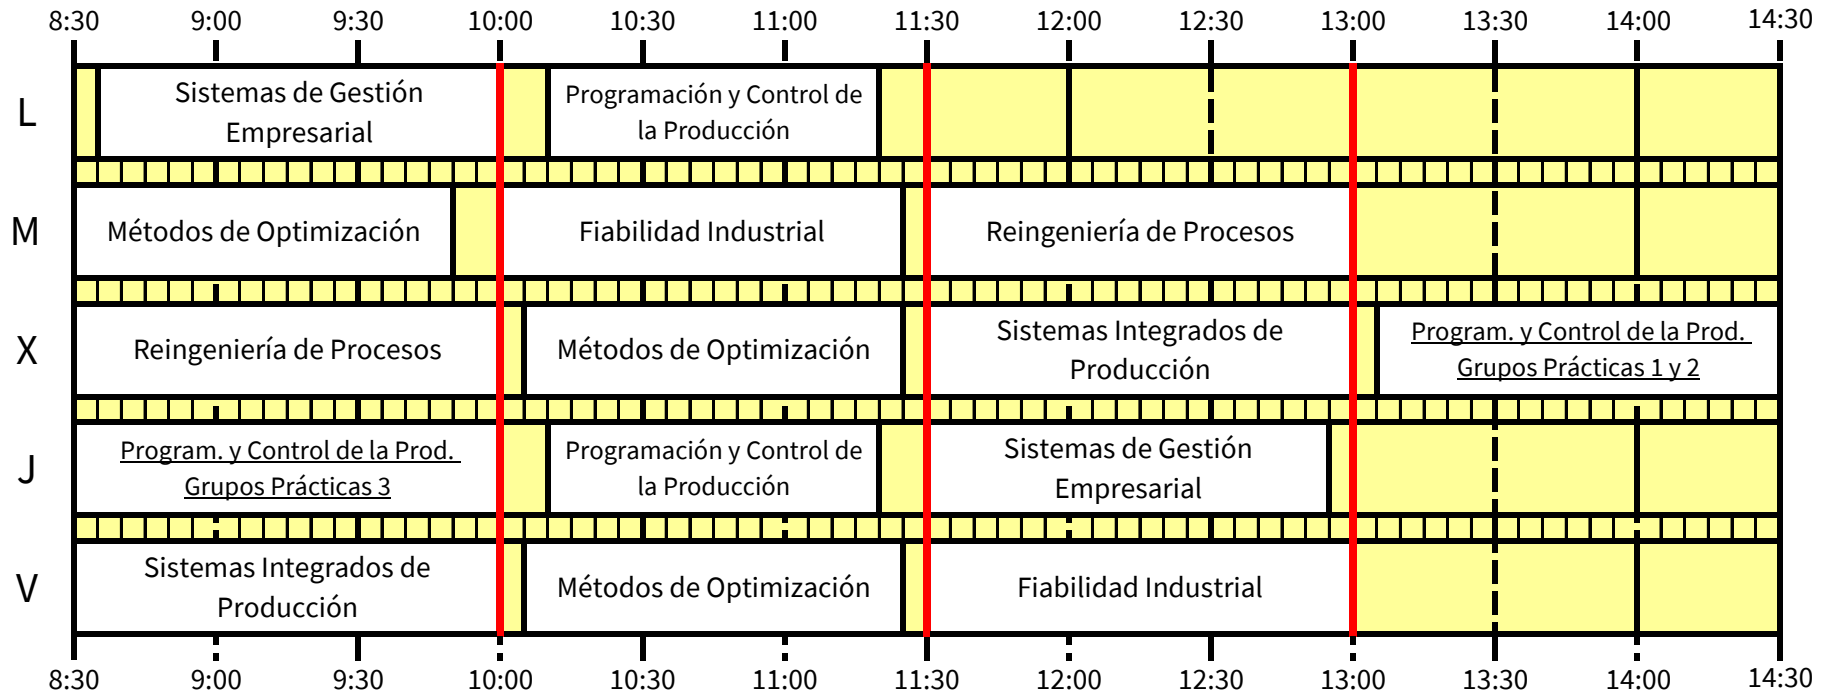 8:30 9:00 9:30 10:00 10:30 11:00 11:30 12:00 12:30 13:00 13:30 14:00 14:30
L
Sistemas de Gestión
Empresarial
Programación y Control de
la Producción
M
Métodos de Optimización
Fiabilidad Industrial
Reingeniería de Procesos
X
Reingeniería de Procesos
Métodos de Optimización
Sistemas Integrados de
Producción
Program. y Control de la Prod.
Grupos Prácticas 1 y 2
J
Program. y Control de la Prod.
Grupos Prácticas 3
Programación y Control de
la Producción
Sistemas de Gestión
Empresarial
V
Sistemas Integrados de
Producción
Métodos de Optimización
Fiabilidad Industrial
8:30 9:00 9:30 10:00 10:30 11:00 11:30 12:00 12:30 13:00 13:30 14:00 14:30